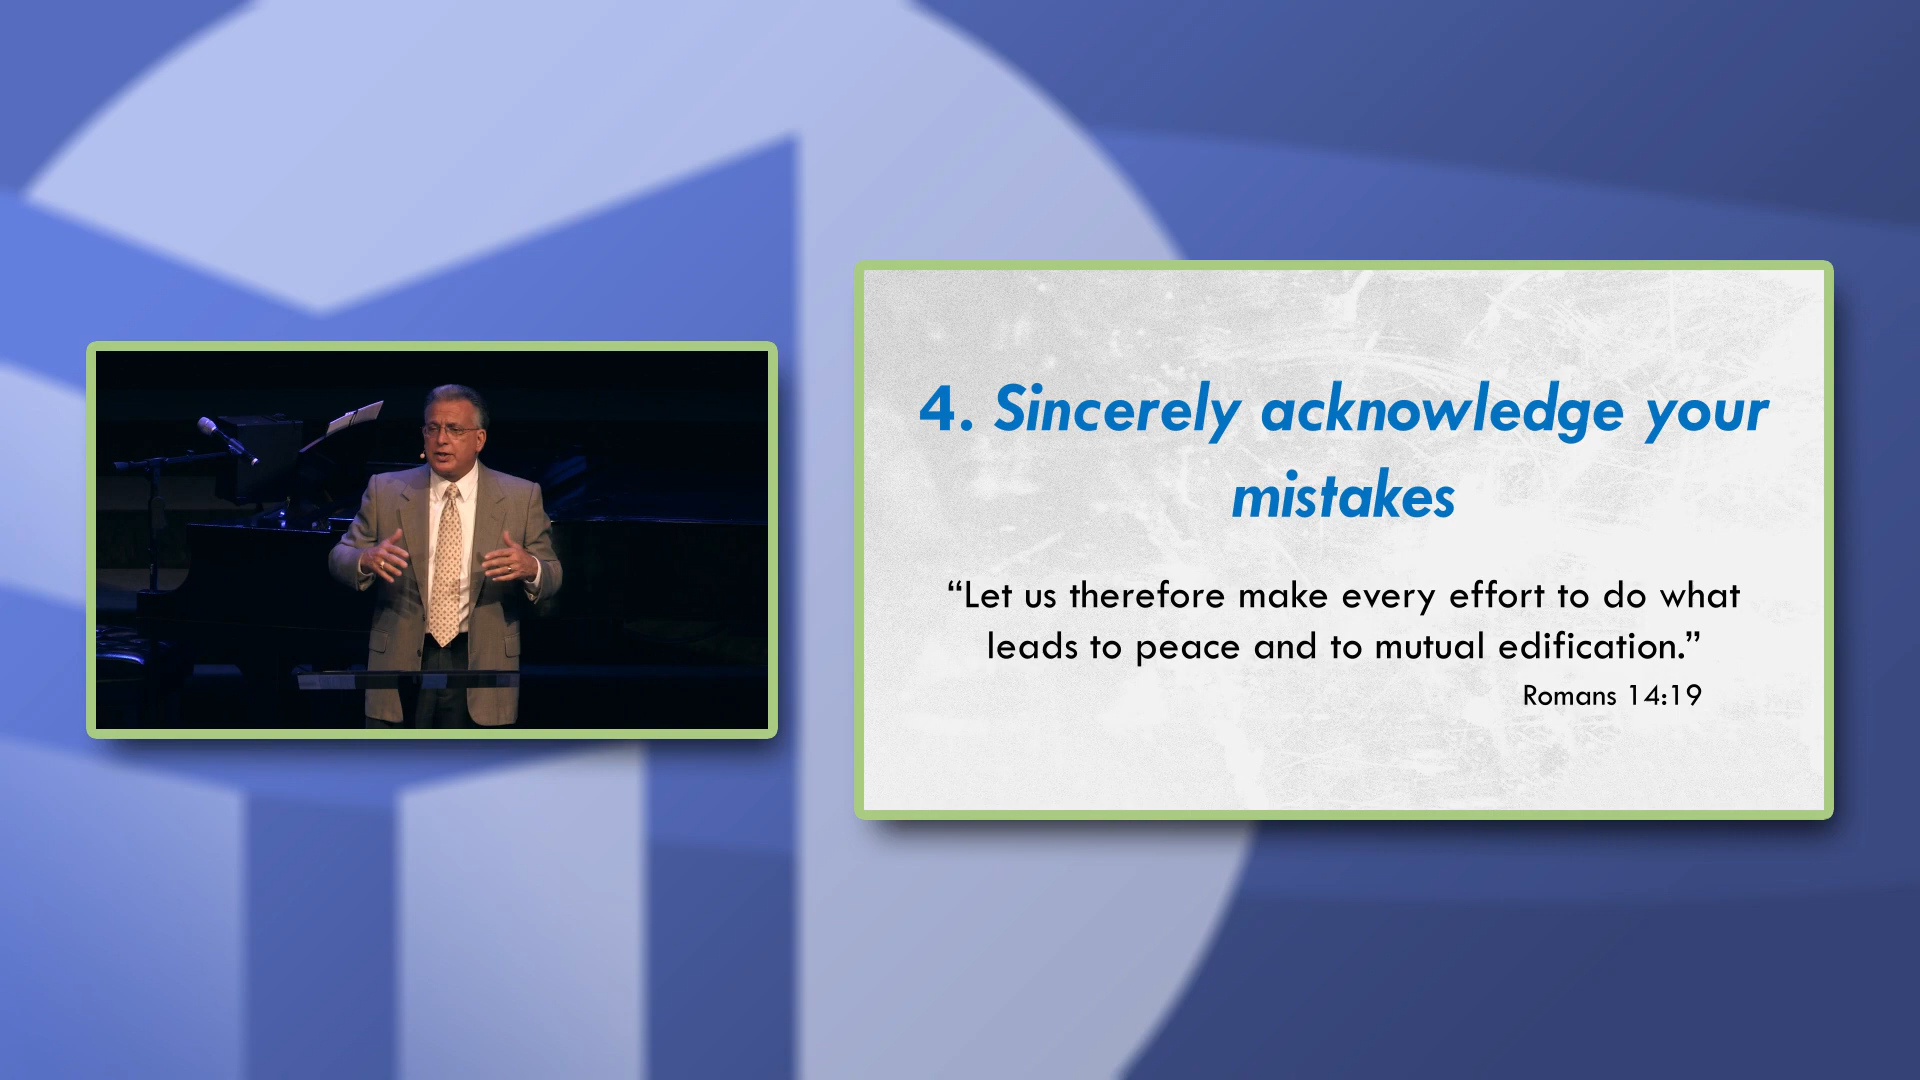 4. Sincerely acknowledge your
mistakes
“Let us therefore make every effort to do what
leads to peace and to mutual edification.”
Romans 14:19